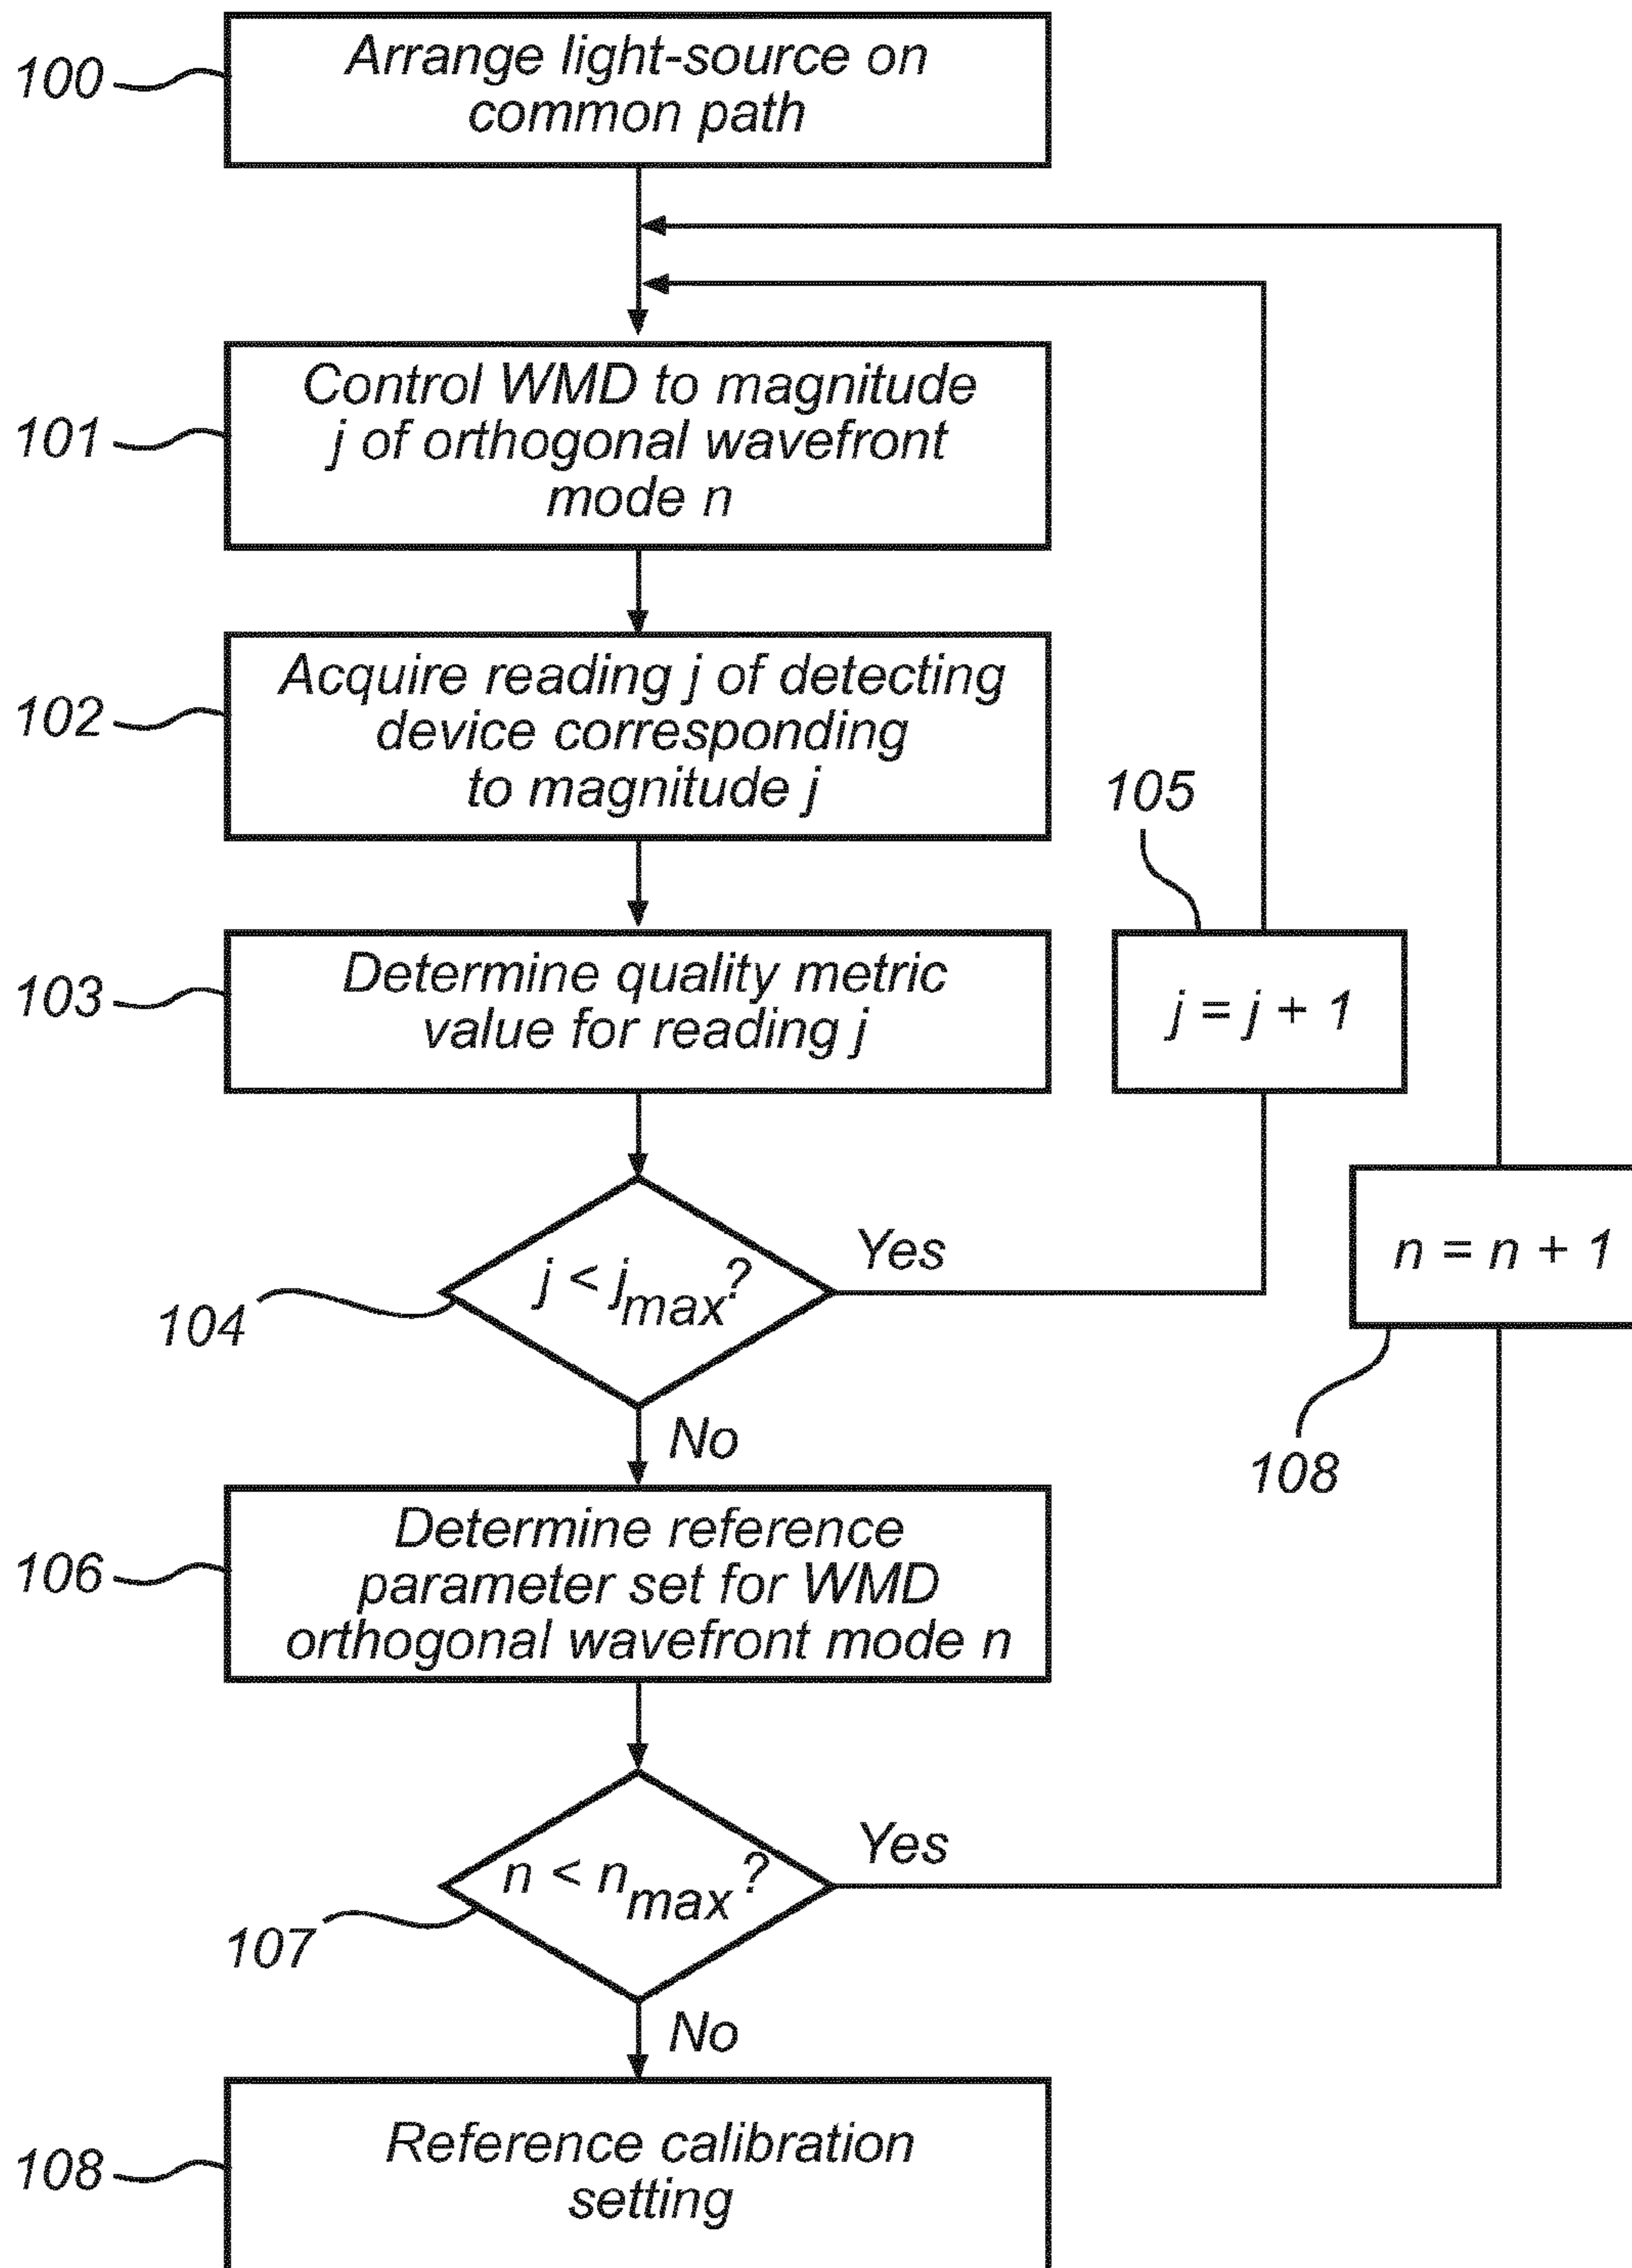 100
Arrange light-source on
common path
101
Control WMD to magnitude
j of orthogonal wavefront
mode n
102
Acquire reading j of detecting
device corresponding
to magnitude j
105
103
Determine quality metric
value for reading j
j = j + 1
104
j < jmax?
Yes
n = n + 1
108
No
106
Determine reference
parameter set for WMD
orthogonal wavefront mode n
107
n < nmax?
Yes
No
108
Reference calibration
setting